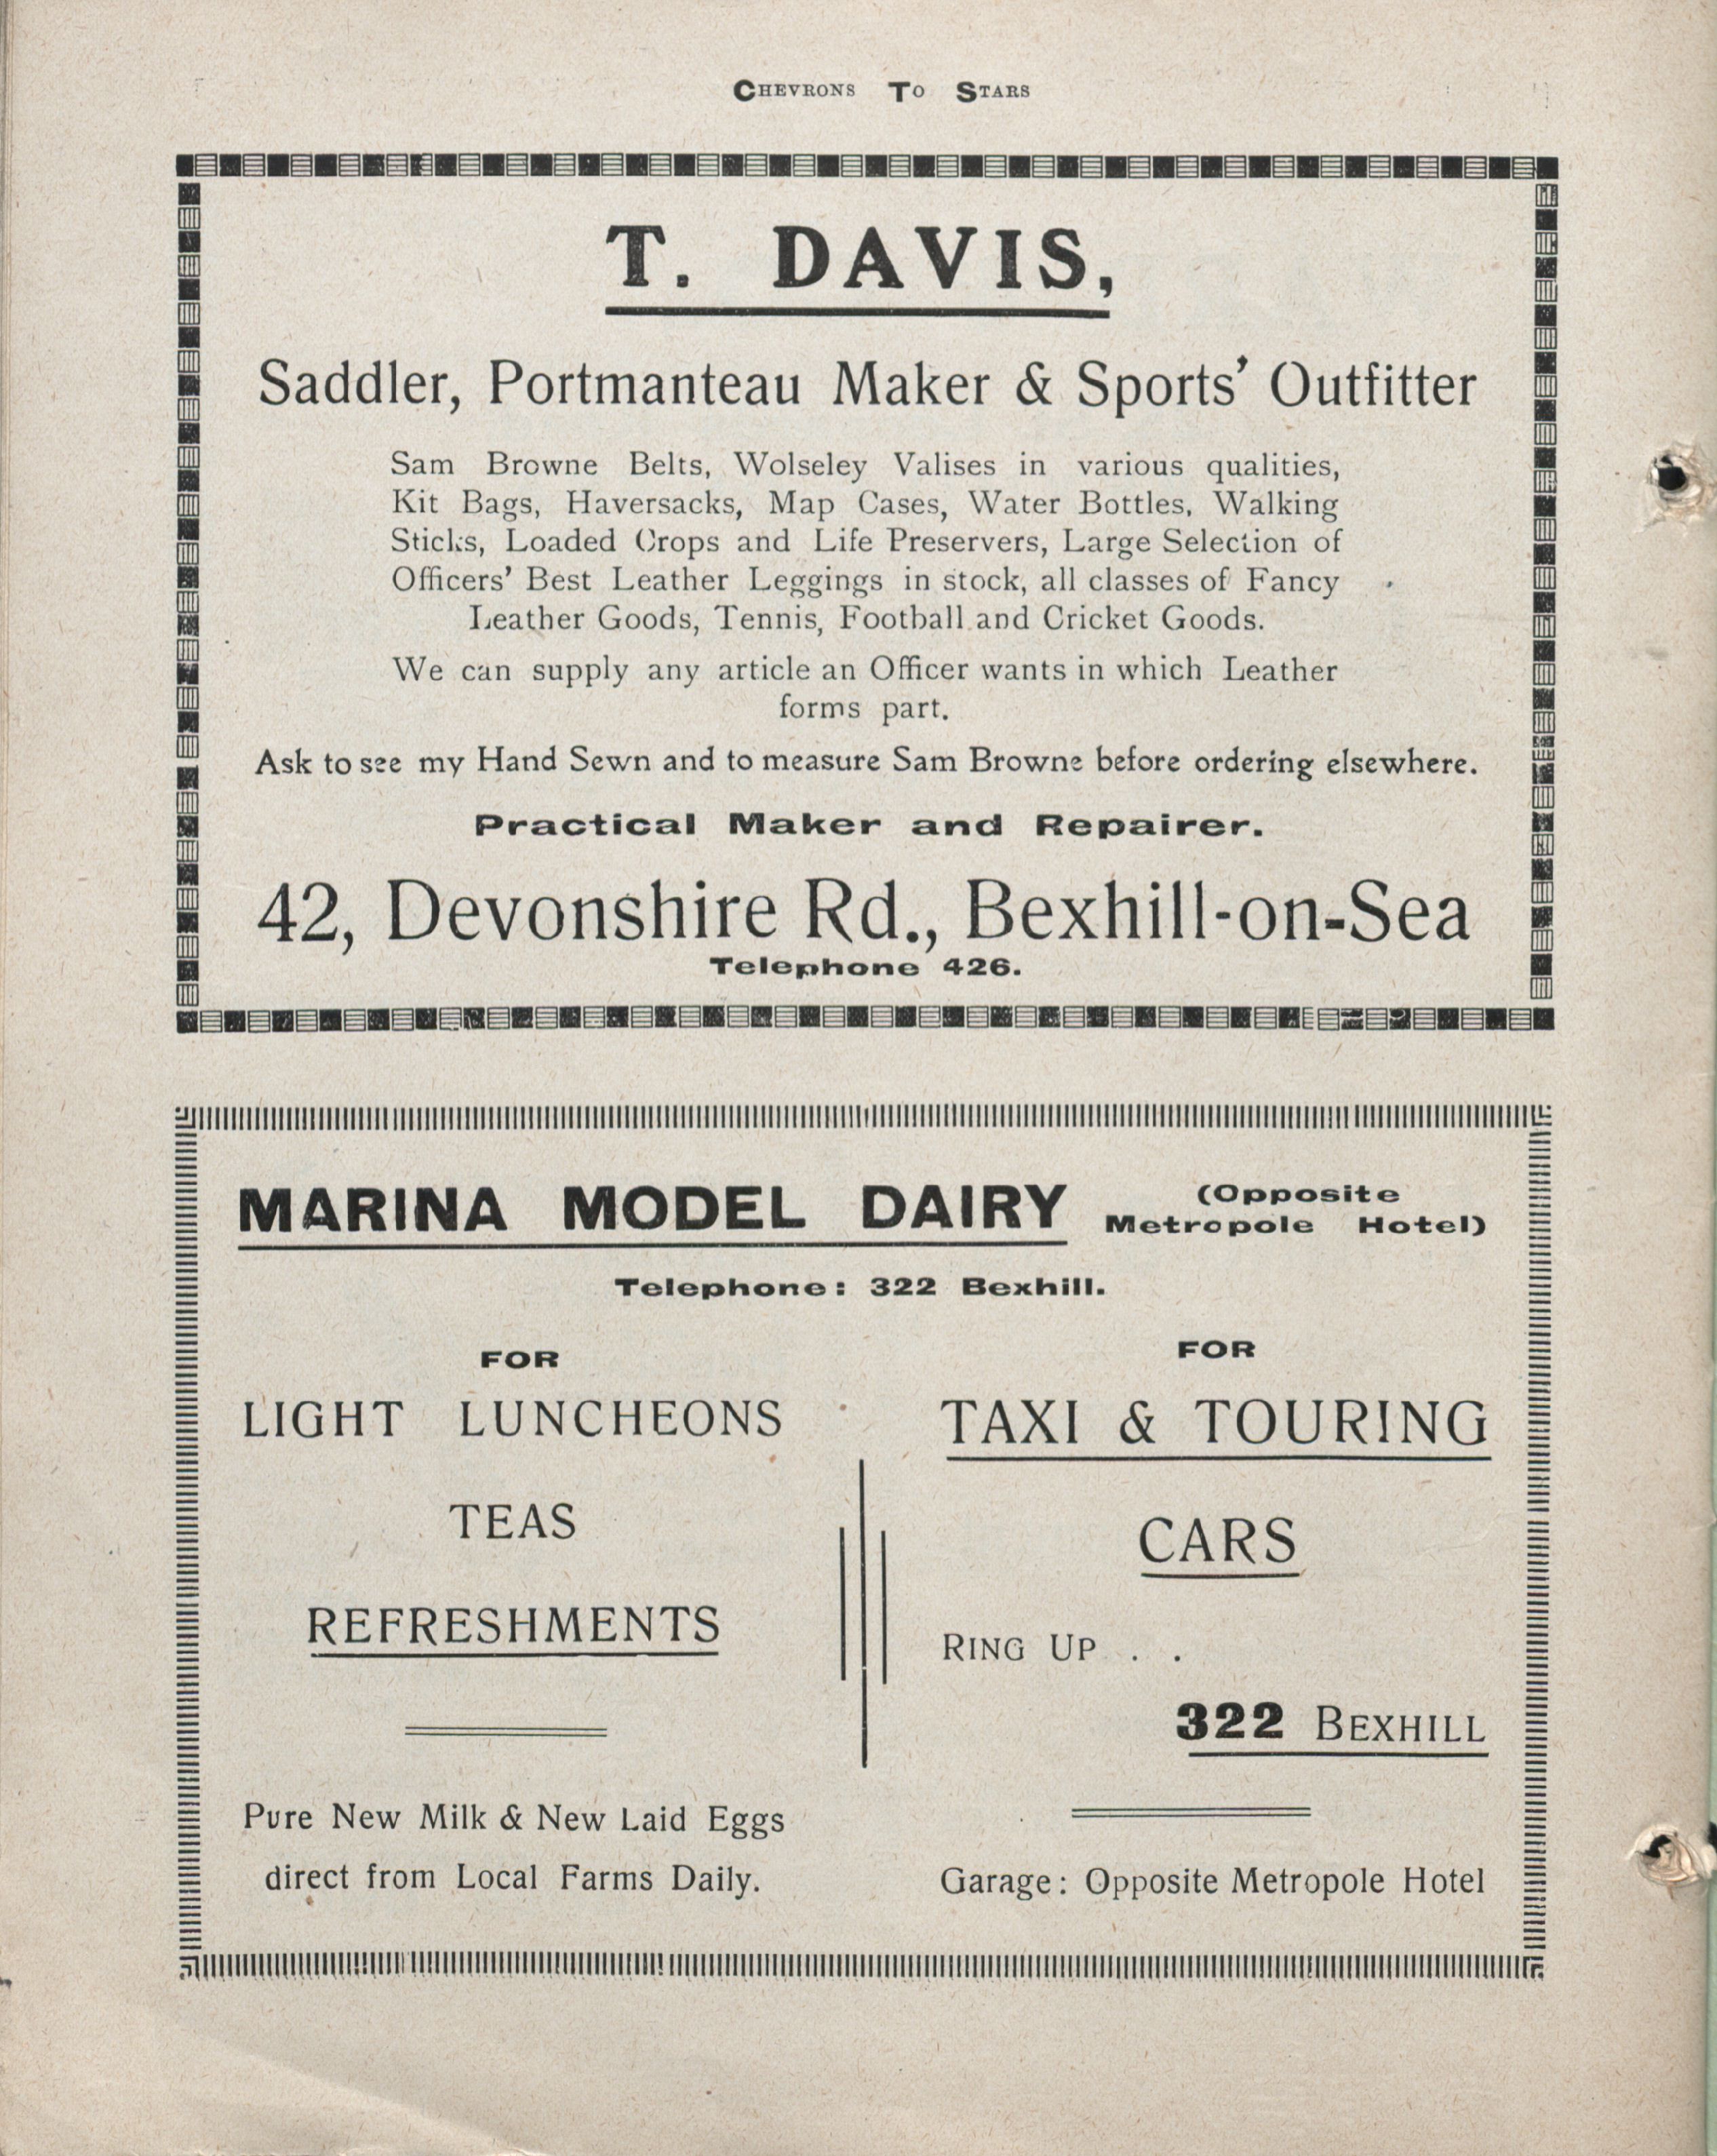 Chevrons To Stars
T. DAVIS,
Saddler, Portmanteau Maker & Sports' Outfitter
Sam Browne Belts, Wolseley Valises in various qualities,
Kit Bags, Haversacks, Map Cases, Water Bottles, Walking
Sticks, Loaded Crops and Life Preservers, Large Selection of
Officers' Best Leather Leggings in stock, all classes of Fancy
Leather Goods, Tennis, Football and Cricket Goods.
We can supply any article an Officer wants in which Leather
forms part.
Ask to see my Hand Sewn and to measure Sam Browne before ordering elsewhere.
Practical Maker and Repairer.
42, Devonshire Rd., Bexhill-on-Sea
Telephone 426.
MARINA MODEL DAIRY
(Opposite
Metropole Hotel)
Telephone: 322 Bexhill.
FOR
LIGHT LUNCHEONS
TEAS
REFRESHMENTS
Pure New Milk & New Laid Eggs
direct from Local Farms Daily.
FOR
TAXI & TOURING
CARS
RING UP . .
322 BEXHILL
Garage: Opposite Metropole Hotel